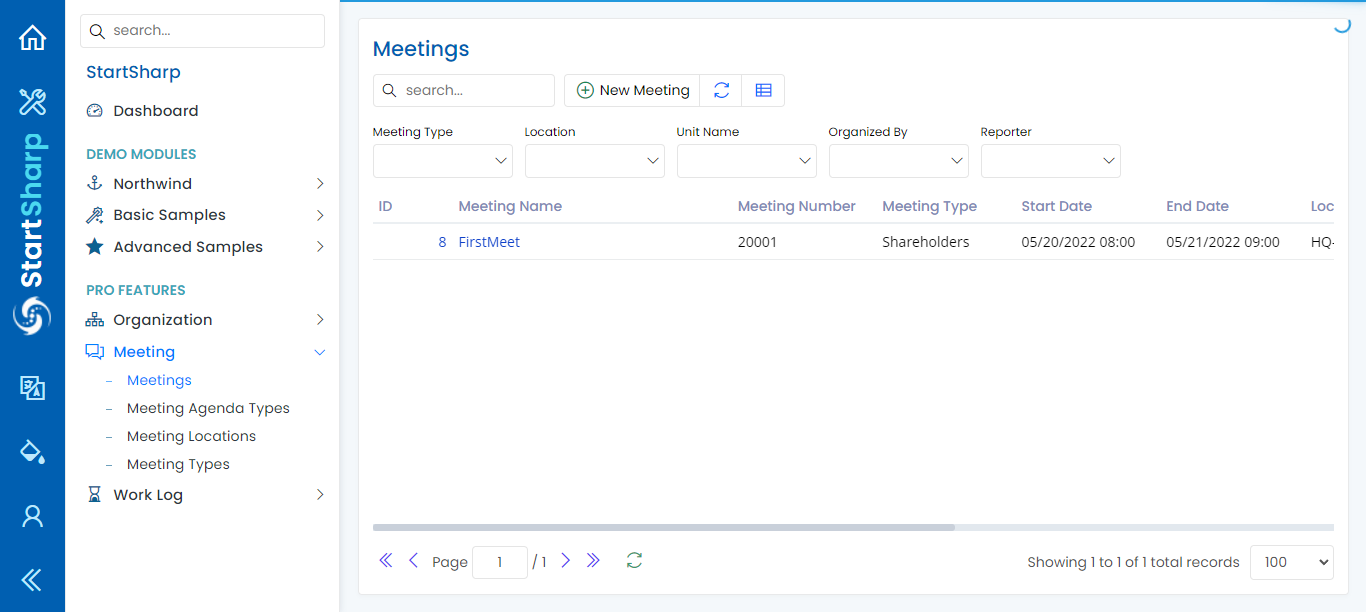 StartSharp
search...
StartSharp
Dashboard
DEMO MODULES
Northwind
Basic Samples
Advanced Samples
PRO FEATURES
Organization
Meeting
Meetings
Meeting Agenda Types
Meeting Locations
Meeting Types
Work Log
Meetings
search...
New Meeting
Meeting Type Location Unit Name Organized By Reporter
ID Meeting Name Meeting Number Meeting Type Start Date End Date Loc
8 FirstMeet 20001 Shareholders 05/20/2022 08:00 05/21/2022 09:00 HQ-
Page 1 / 1 Showing 1 to 1 of 1 total records 100